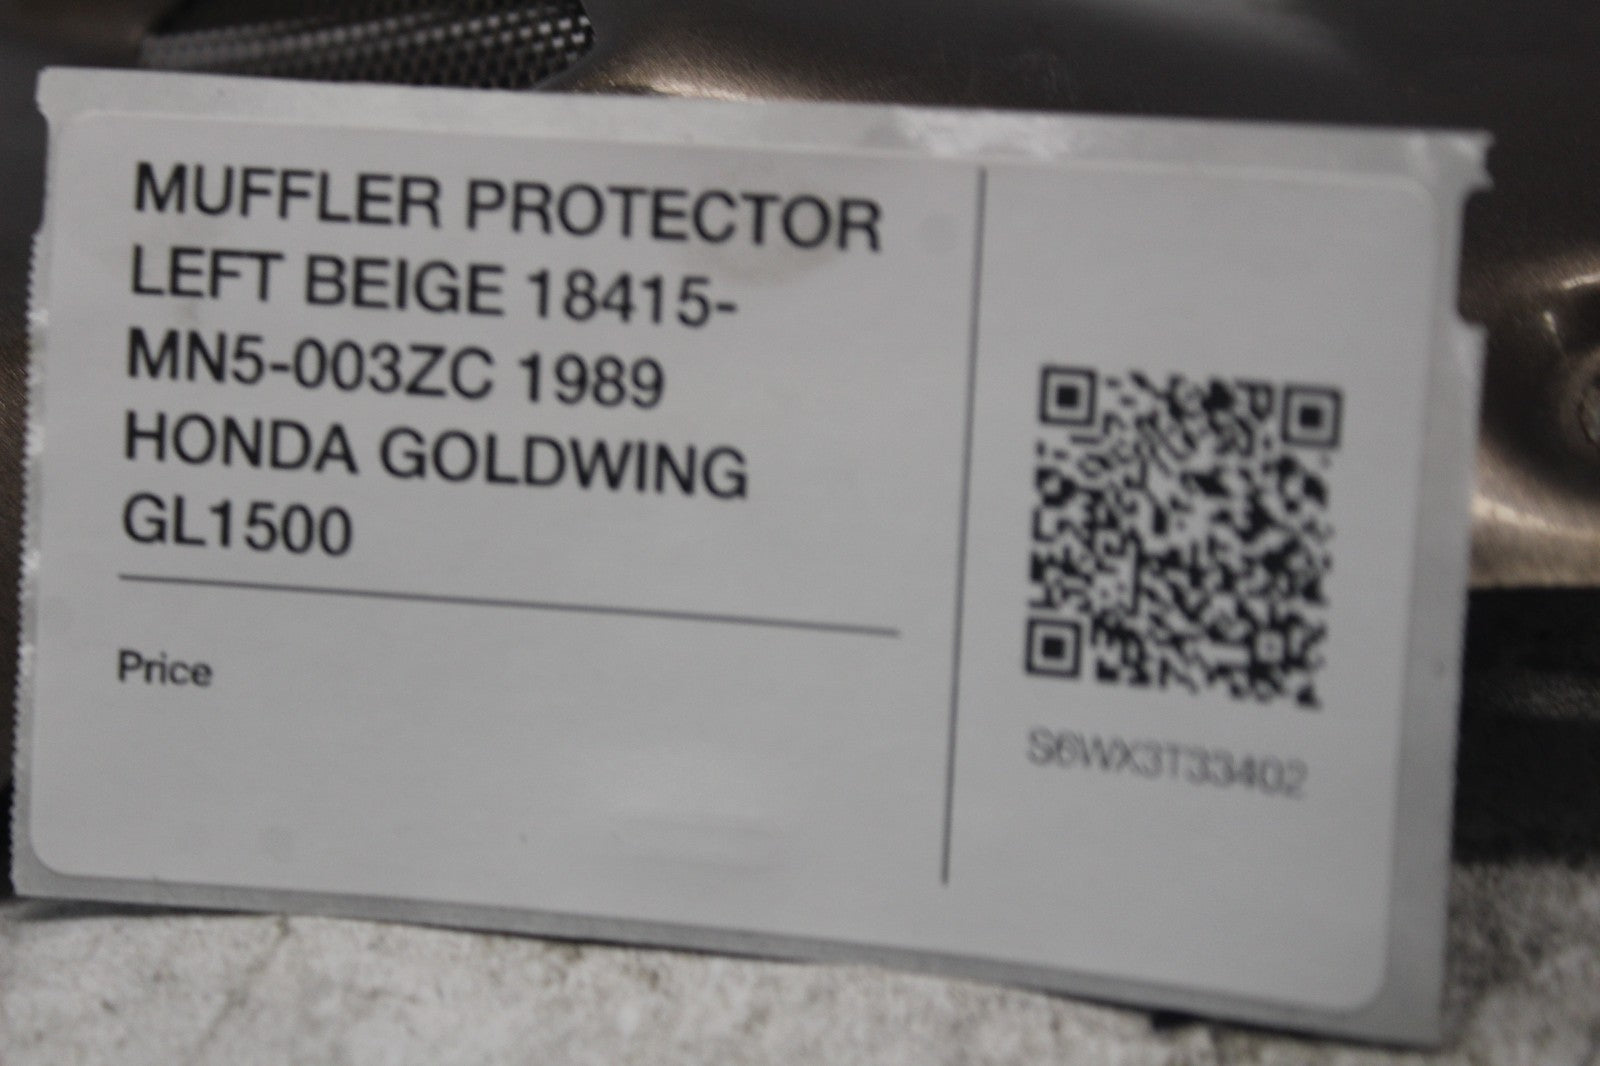 MUFFLER PROTECTOR
LEFT BEIGE 18415-
MN5-003ZC 1989
HONDA GOLDWING
GL1500
Price
S6WX3T33402